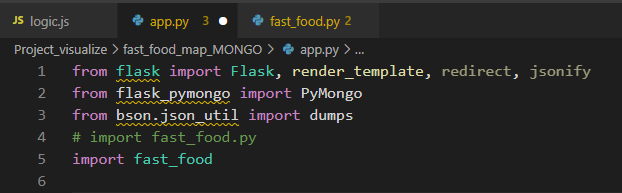 JS logic.js app.py 3 fast_food.py 2
Project_visualize > fast_food_map_MONGO > app.py > ...
1 from flask import Flask, render_template, redirect, jsonify
2 from flask_pymongo import PyMongo
3 from bson.json_util import dumps
4 # import fast_food.py
5 import fast_food
6